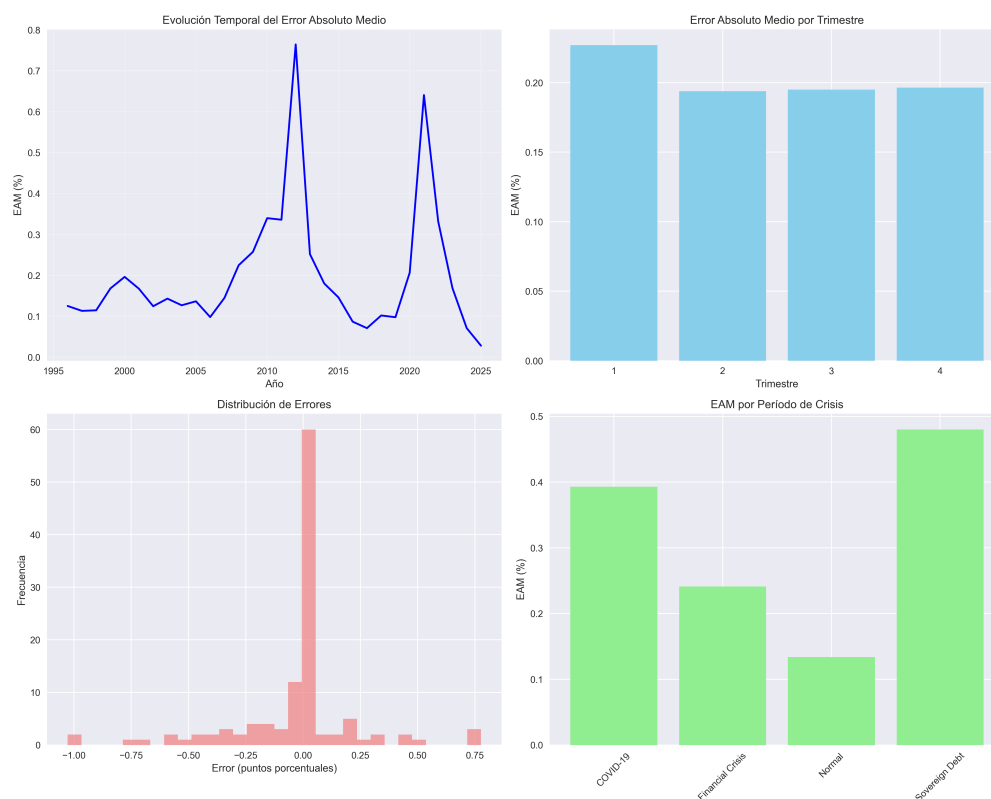 Evolución Temporal del Error Absoluto Medio
0.8
0.7
0.6
0.5
0.4
0.3
0.2
0.1
0.0
EAM (%)
1995 2000 2005 2010 2015 2020 2025
Año
Error Absoluto Medio por Trimestre
0.20
0.15
0.10
0.05
0.00
EAM (%)
1 2 3 4
Trimestre
Distribución de Errores
60
50
40
30
20
10
0
Frecuencia
−1.00 −0.75 −0.50 −0.25 0.00 0.25 0.50 0.75
Error (puntos porcentuales)
EAM por Período de Crisis
0.5
0.4
0.3
0.2
0.1
0.0
EAM (%)
COVID-19
Financial Crisis
Normal
Sovereign Debt